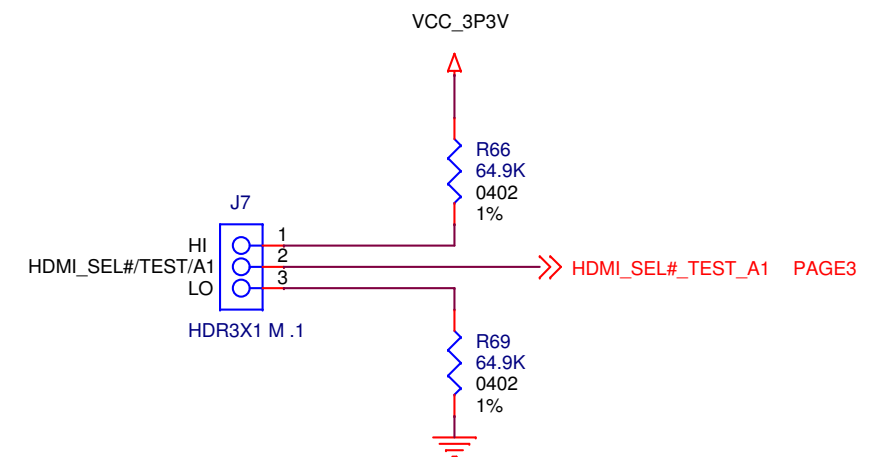 VCC_3P3V
R66
64.9K
0402
1%
J7
HI
1
HDMI_SEL#/TEST/A1
2
HDMI_SEL#_TEST_A1 PAGE3
LO
3
HDR3X1 M .1
R69
64.9K
0402
1%